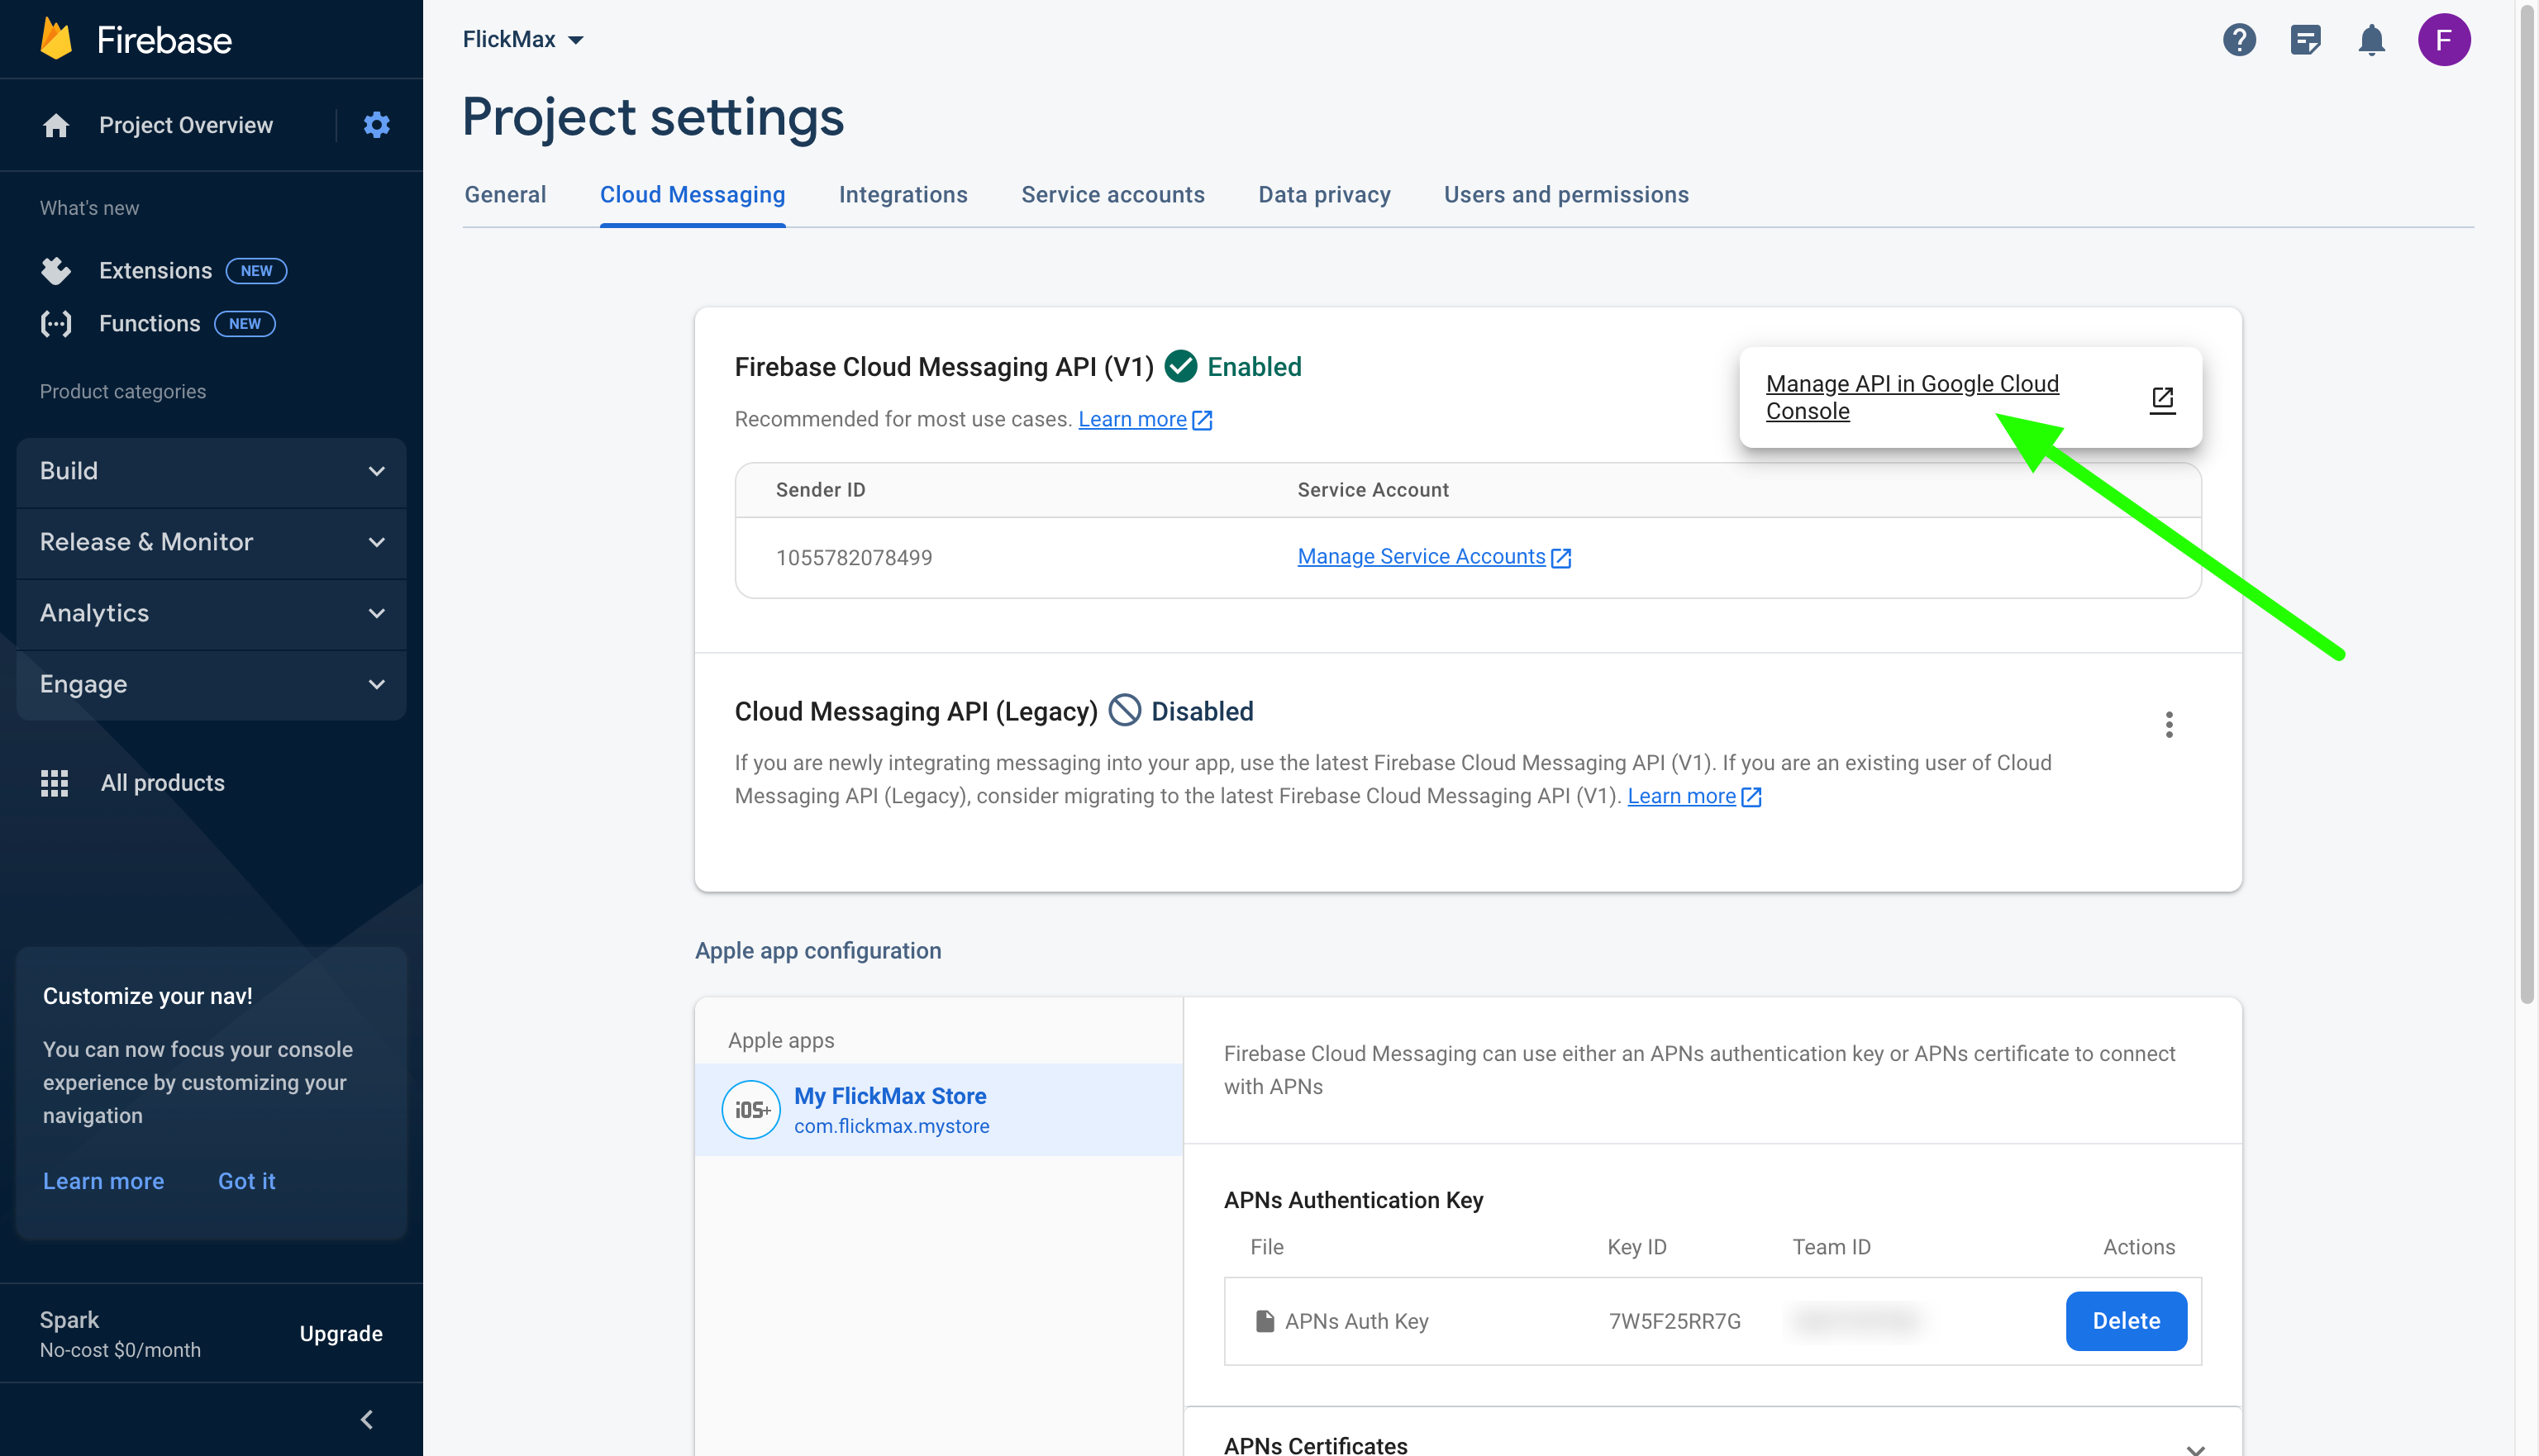 Firebase
Project Overview
What's new
Extensions NEW
Functions NEW
Product categories
Build
Release & Monitor
Analytics
Engage
All products
Customize your nav!
You can now focus your console
experience by customizing your
navigation
Learn more Got it
Spark
No-cost $0/month
Upgrade
FlickMax
F
Project settings
General Cloud Messaging Integrations Service accounts Data privacy Users and permissions
Firebase Cloud Messaging API (V1) Enabled
Recommended for most use cases. Learn more
Manage API in Google Cloud
Console
Sender ID Service Account
1055782078499 Manage Service Accounts
Cloud Messaging API (Legacy) Disabled
If you are newly integrating messaging into your app, use the latest Firebase Cloud Messaging API (V1). If you are an existing user of Cloud
Messaging API (Legacy), consider migrating to the latest Firebase Cloud Messaging API (V1). Learn more
Apple app configuration
Apple apps
iOS+
My FlickMax Store
com.flickmax.mystore
Firebase Cloud Messaging can use either an APNs authentication key or APNs certificate to connect
with APNs
APNs Authentication Key
File Key ID Team ID Actions
APNs Auth Key 7W5F25RR7G Delete
APNs Certificates